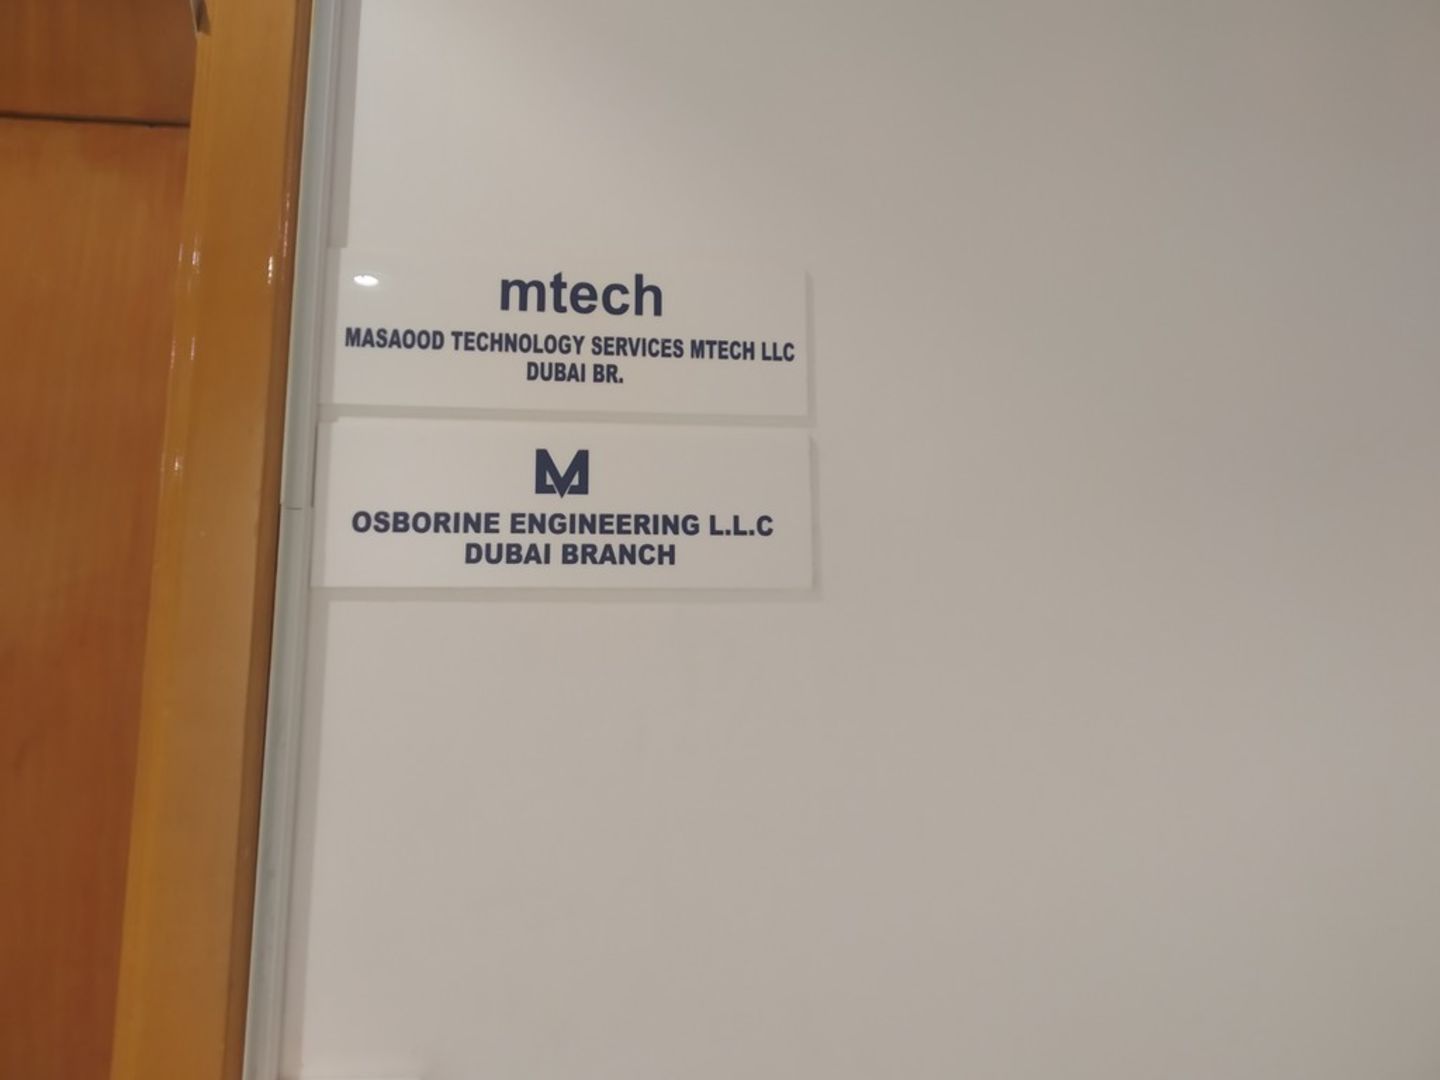 mtech
MASAOOD TECHNOLOGY SERVICES MTECH LLC
DUBAI BR.
OSBORINE ENGINEERING L.L.C
DUBAI BRANCH